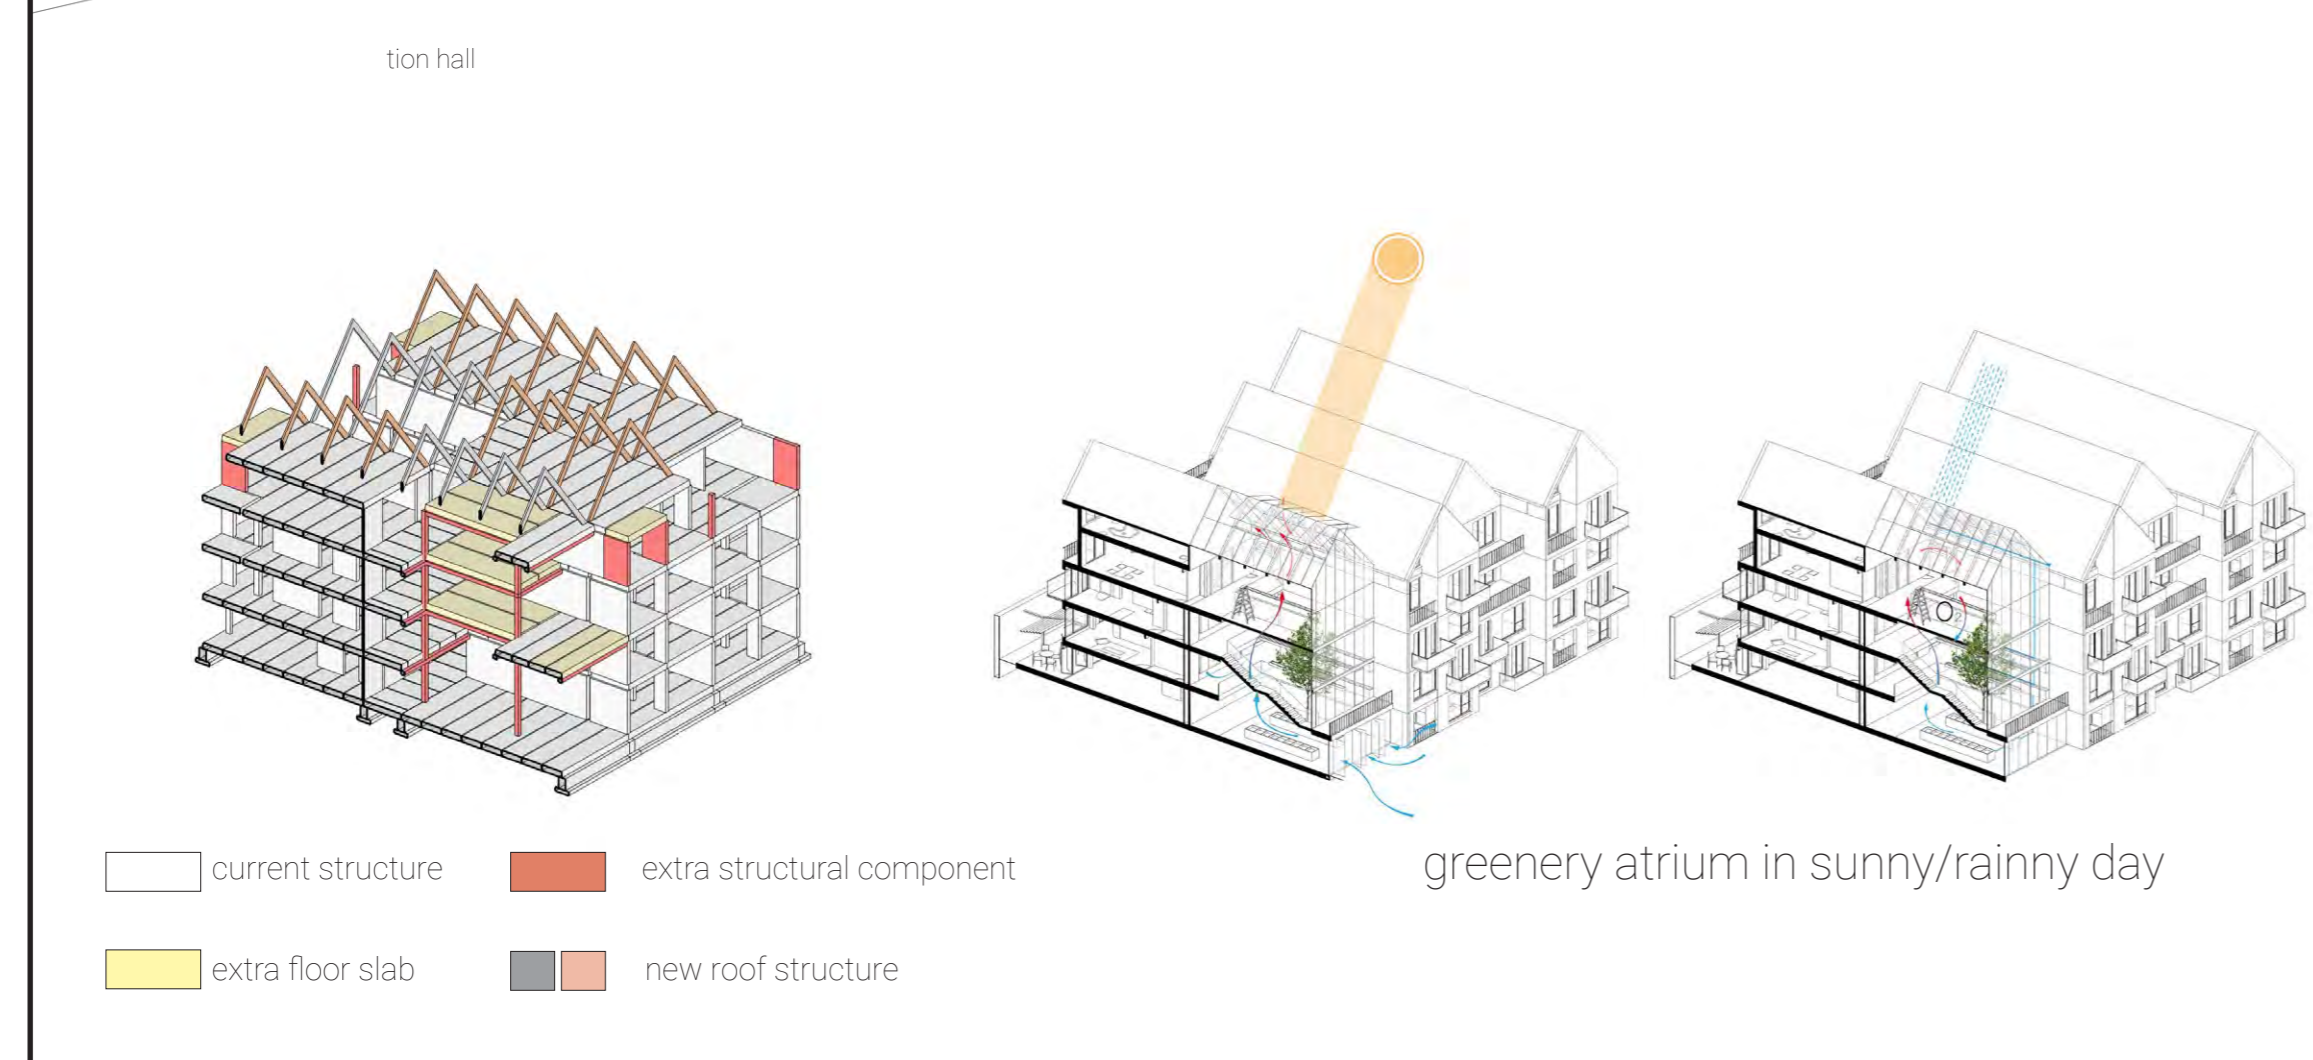 tion hall
current structure
extra structural component
extra floor slab
new roof structure
greenery atrium in sunny/rainny day